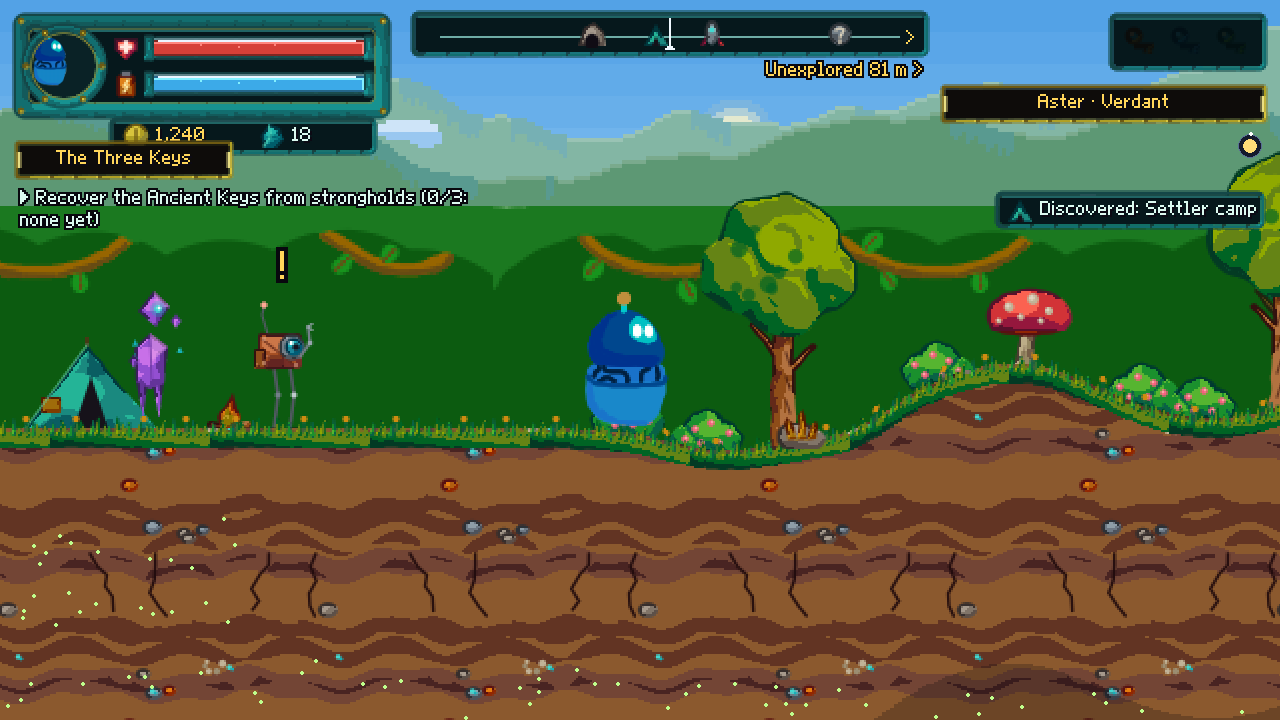 ?
Unexplored 81 m >
Aster · Verdant
1,240
18
The Three Keys
Recover the Ancient Keys from strongholds (0/3:
none yet)
Discovered: Settler camp
!